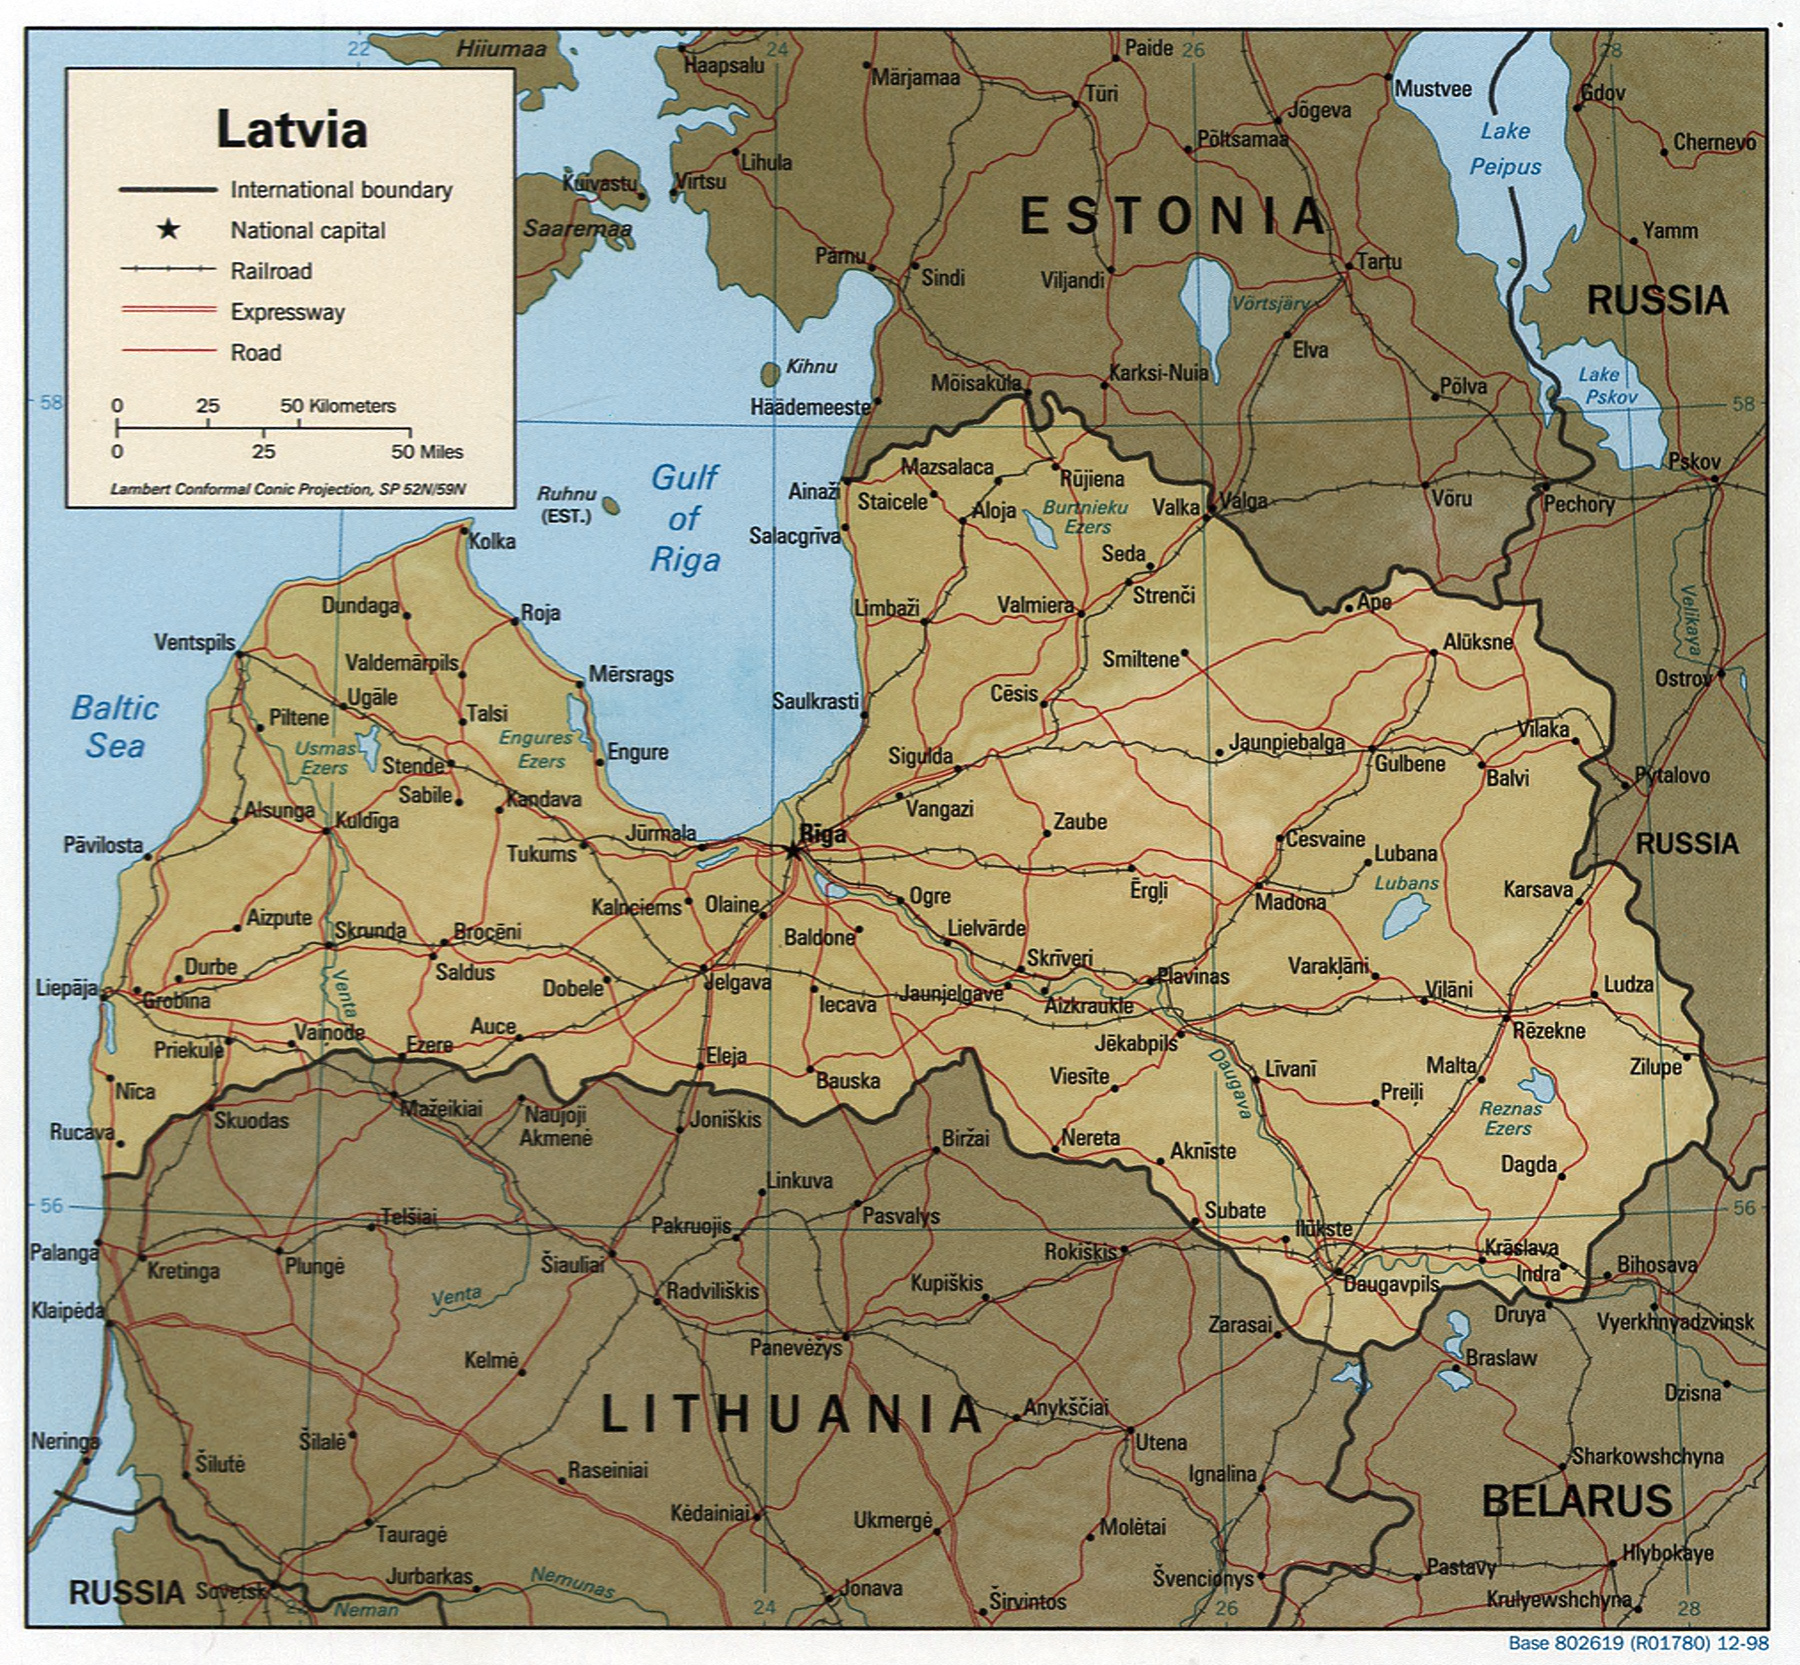 22
Hiiumaa
Haapsalu
24
Märjamaa
Paide
26
28
Türi
Mustvee
Gdov
Jõgeva
Põltsamaa
Lake
Peipus
Chernevo
Lihula
Virtsu
Kuivastu
Saaremaa
ESTONIA
Yamm
Latvia
International boundary
National capital
Railroad
Expressway
Road
0 25 50 Kilometers
0 25 50 Miles
Lambert Conformal Conic Projection, SP 52N/59N
Pärnu
Sindi
Viljandi
Tartu
Võrtsjärv
RUSSIA
Elva
Kihnu
Mõisaküla
Karksi-Nuia
Põlva
Lake
Pskov
58
Häädemeeste
58
Gulf
of
Riga
Ruhnu
(EST.)
Ainaži
Mazsalaca
Staicele
Rūjiena
Aloja
Burtnieku
Ezers
Valka
Valga
Võru
Pskov
Pechory
Salacgrīva
Seda
Strenči
Kolka
Dundaga
Roja
Limbaži
Valmiera
Ape
Velikaya
Ventspils
Valdemārpils
Mērsrags
Smiltene
Alūksne
Ostrov
Baltic
Sea
Ugāle
Piltene
Talsi
Usmas
Ezers
Engures
Ezers
Engure
Stende
Saulkrasti
Cēsis
Sigulda
Jaunpiebalga
Gulbene
Vilaka
Balvi
Pytalovo
Sabile
Kandava
Alsunga
Kuldīga
Vangazi
Zaube
Pāvilosta
Tukums
Jūrmala
Rīga
Cesvaine
Lubana
Lubans
RUSSIA
Ērgļi
Madona
Karsava
Aizpute
Kalnciems
Olaine
Ogre
Skrunda
Brocēni
Baldone
Lielvārde
Durbe
Saldus
Skrīveri
Varakļāni
Liepāja
Grobina
Venta
Dobele
Jelgava
Iecava
Jaunjelgave
Aizkraukle
Plavinas
Viļāni
Ludza
Rēzekne
Priekule
Vaiņode
Auce
Ezere
Eleja
Jēkabpils
Daugava
Līvani
Malta
Zilupe
Nīca
Bauska
Viesīte
Preiļi
Reznas
Ezers
Skuodas
Mažeikiai
Naujoji
Akmenė
Joniškis
Rucava
Biržai
Nereta
Aknīste
Dagda
56
Linkuva
Pasvalys
Subate
56
Telšiai
Pakruojis
Ilūkste
Palanga
Kretinga
Plungė
Šiauliai
Rokiškis
Krāslava
Indra
Bihosava
Daugavpils
Venta
Radviliškis
Kupiškis
Klaipėda
Zarasai
Druya
Vyerkhnyadzvinsk
Panevėžys
Kelmė
Braslaw
Dzisna
LITHUANIA
Anykščiai
Utena
Neringa
Šilutė
Šilalė
Raseiniai
Ignalina
Sharkowshchyna
BELARUS
Kėdainiai
Ukmergė
Molėtai
Tauragė
Hlybokaye
Pastavy
RUSSIA
Sovetsk
22
Neman
Jurbarkas
Nemunas
24
Jonava
Širvintos
Švenčionys
26
Krulyewshchyna
28
Base 802619 (R01780) 12-98